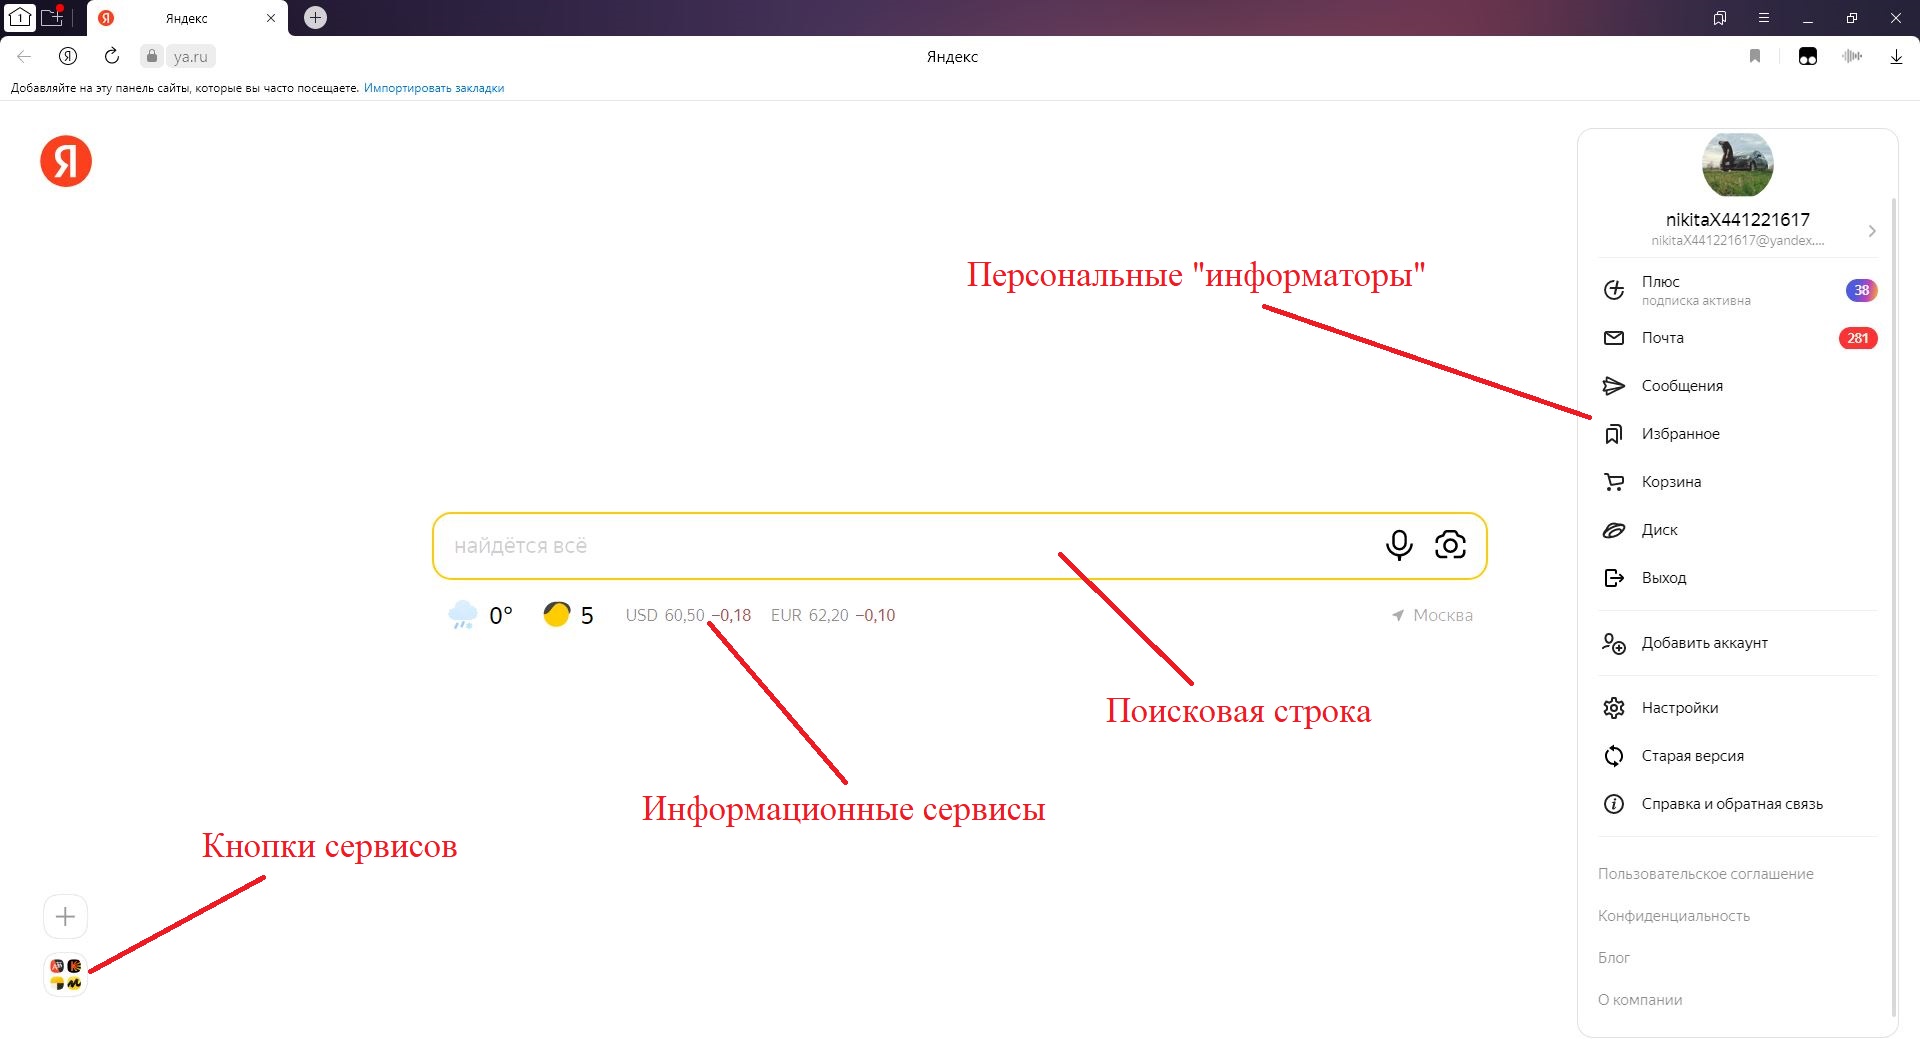 1
Я
Яндекс
Я
ya.ru
Яндекс
Добавляйте на эту панель сайты, которые вы часто посещаете. Импортировать закладки
Я
nikitaX441221617
nikitaX441221617@yandex....
Персональные "информаторы"
Плюс
подписка активна
38
Почта
281
Сообщения
Избранное
Корзина
Диск
Выход
найдётся всё
0° 5 USD 60,50 −0,18 EUR 62,20 −0,10 Москва
Добавить аккаунт
Поисковая строка
Настройки
Старая версия
Информационные сервисы
Справка и обратная связь
Кнопки сервисов
Пользовательское соглашение
Конфиденциальность
Блог
О компании